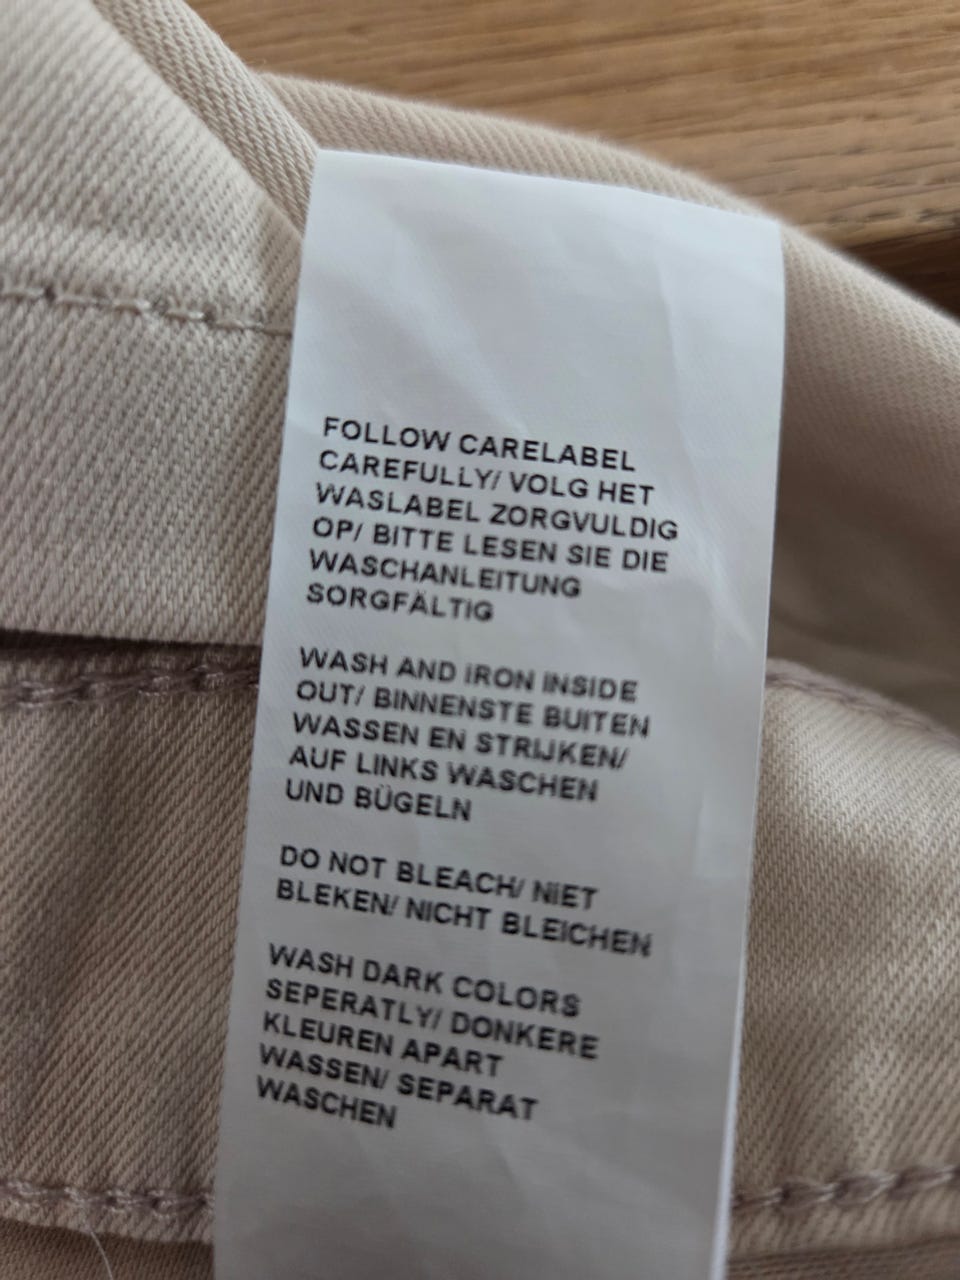 FOLLOW CARELABEL
CAREFULLY/ VOLG HET
WASLABEL ZORGVULDIG
OP/ BITTE LESEN SIE DIE
WASCHANLEITUNG
SORGFÄLTIG
WASH AND IRON INSIDE
OUT/ BINNENSTE BUITEN
WASSEN EN STRIJKEN/
AUF LINKS WASCHEN
UND BÜGELN
DO NOT BLEACH/ NIET
BLEKEN/ NICHT BLEICHEN
WASH DARK COLORS
SEPERATLY/ DONKERE
KLEUREN APART
WASSEN/ SEPARAT
WASCHEN